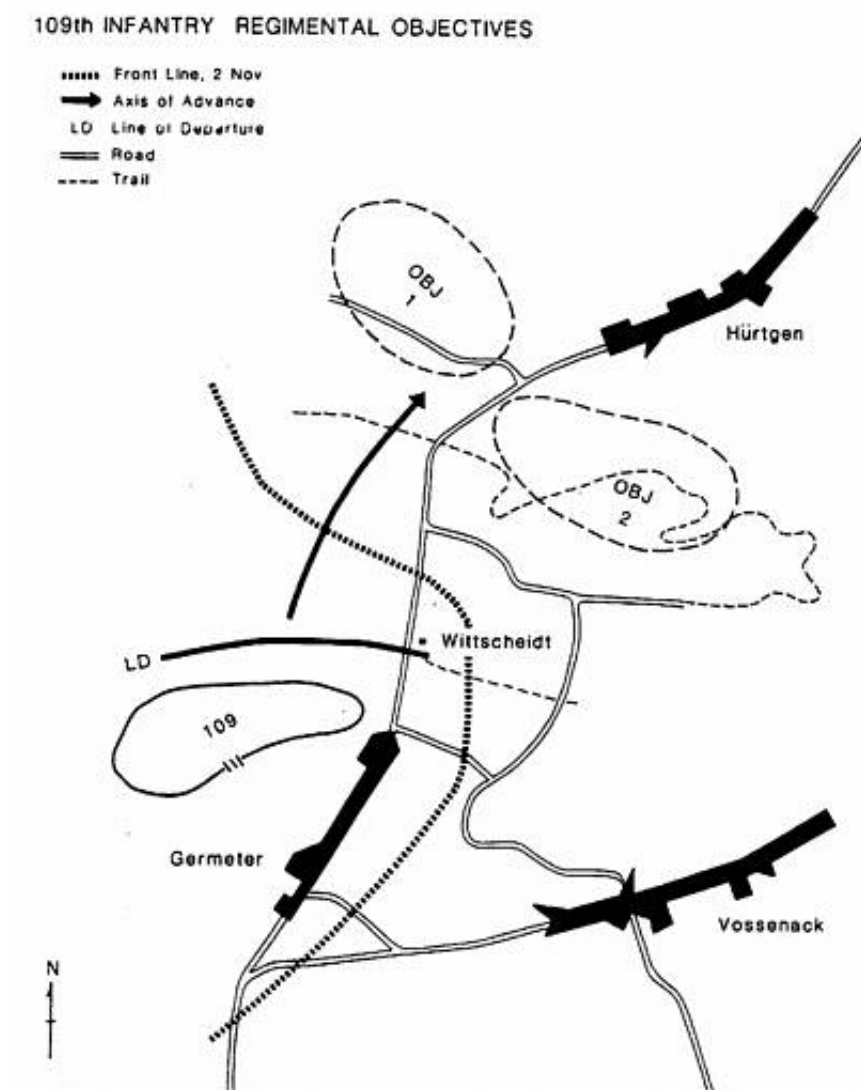 109th INFANTRY REGIMENTAL OBJECTIVES
Front Line, 2 Nov
Axis of Advance
LD Line of Departure
Road
Trail
OBJ
1
Hürtgen
OBJ
2
Wittscheidt
LD
109
Germeter
Vossenack
N